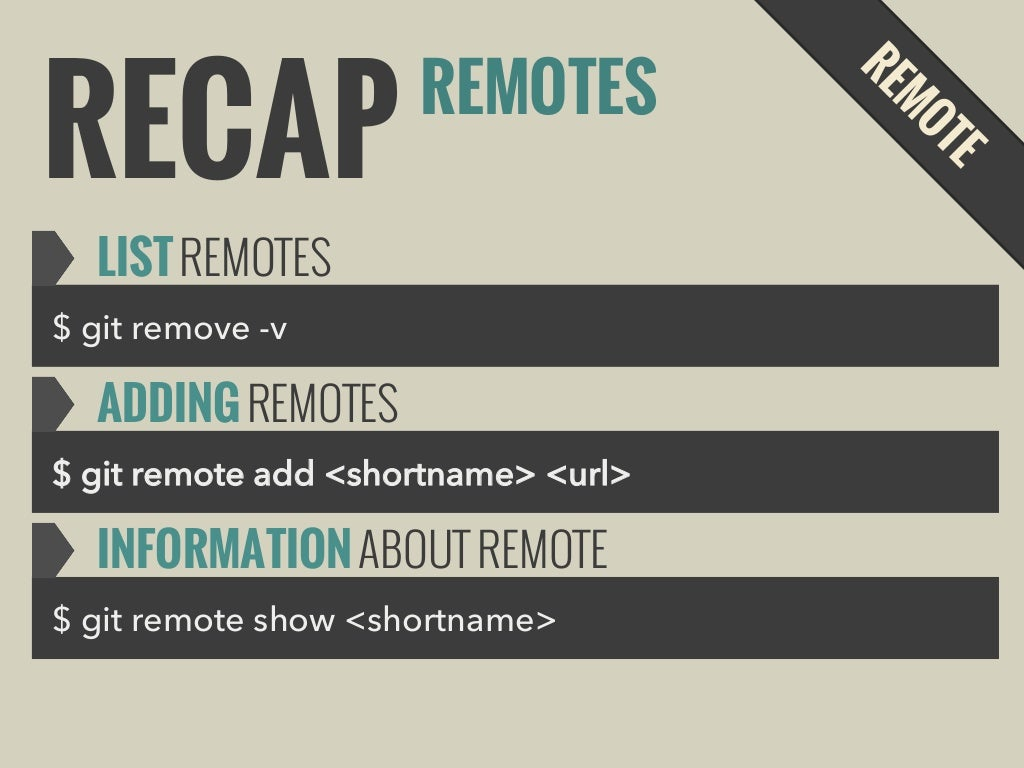 RECAP REMOTES
REMOTE
LIST REMOTES
$ git remove -v
ADDING REMOTES
$ git remote add <shortname> <url>
INFORMATION ABOUT REMOTE
$ git remote show <shortname>